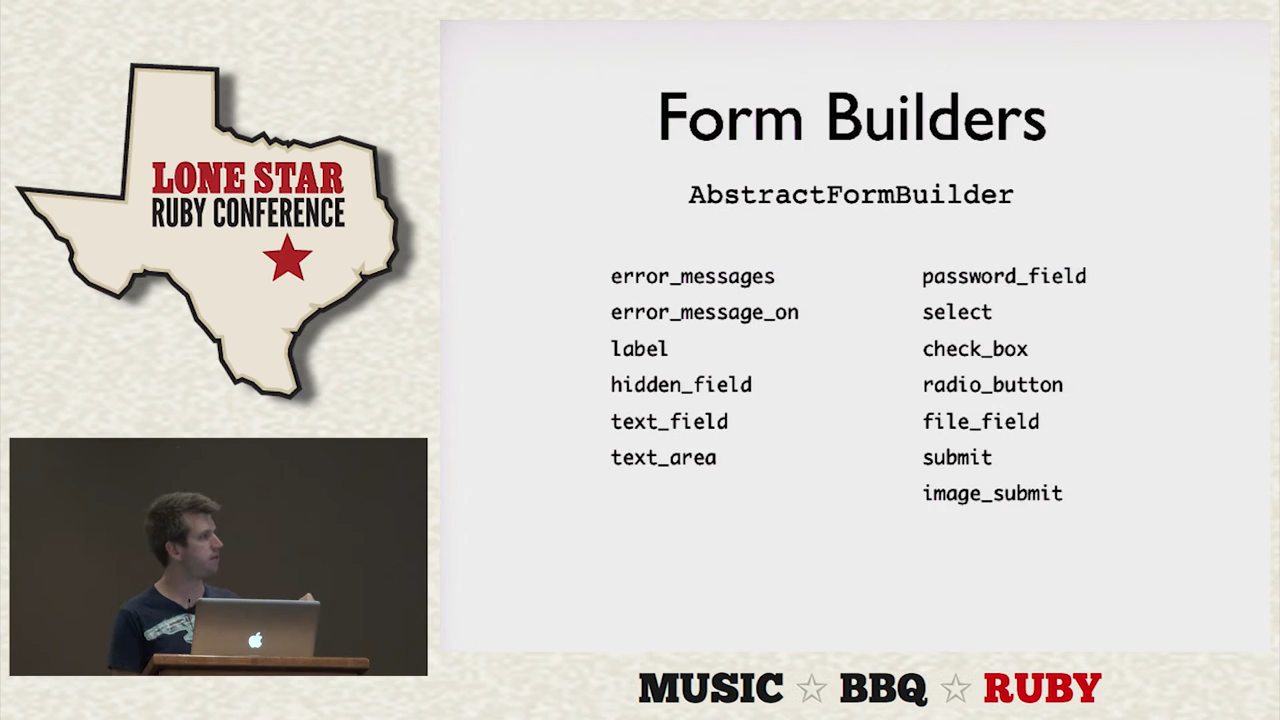 LONE STAR
RUBY CONFERENCE
Form Builders
AbstractFormBuilder
error_messages
error_message_on
label
hidden_field
text_field
text_area
password_field
select
check_box
radio_button
file_field
submit
image_submit
MUSIC ☆ BBQ ☆ RUBY